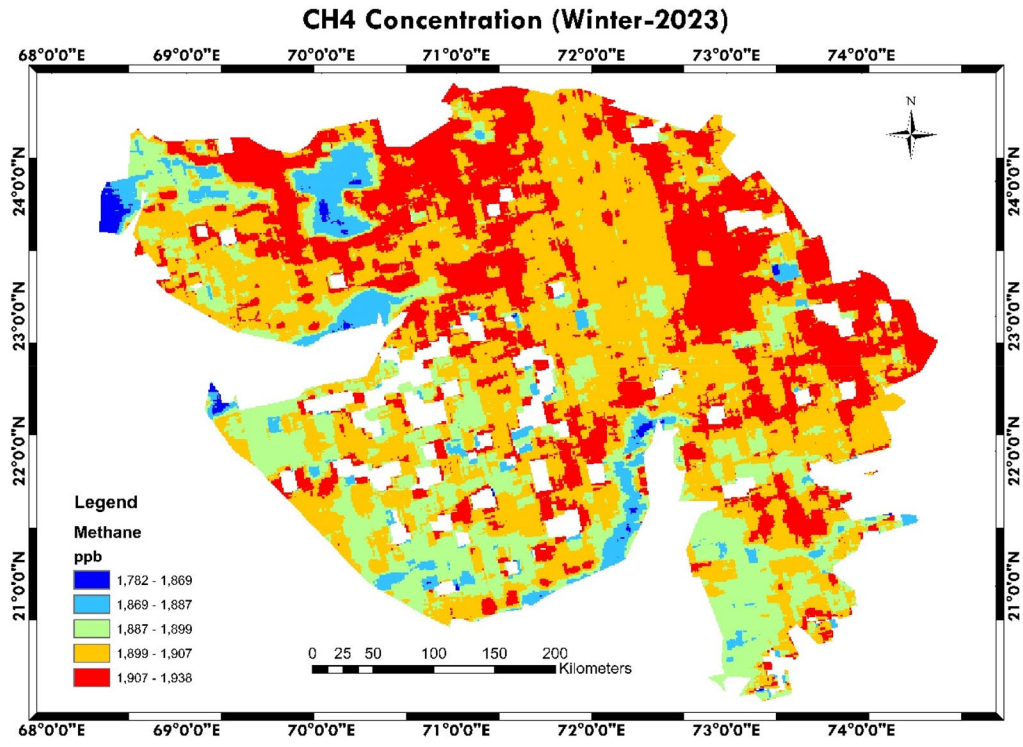 CH4 Concentration (Winter-2023)
68°0'0"E 69°0'0"E 70°0'0"E 71°0'0"E 72°0'0"E 73°0'0"E 74°0'0"E
N
24°0'0"N 24°0'0"N
23°0'0"N 23°0'0"N
22°0'0"N 22°0'0"N
21°0'0"N 21°0'0"N
Legend
Methane
ppb
1,782 - 1,869
1,869 - 1,887
1,887 - 1,899
1,899 - 1,907
1,907 - 1,938
0 25 50 100 150 200
Kilometers
68°0'0"E 69°0'0"E 70°0'0"E 71°0'0"E 72°0'0"E 73°0'0"E 74°0'0"E